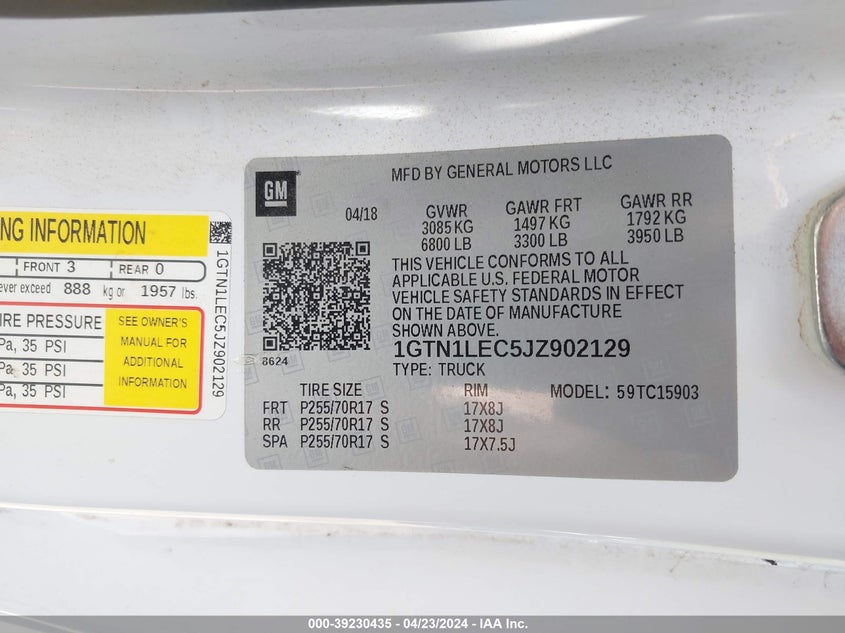 NG INFORMATION
FRONT 3 REAR 0
ever exceed 888 kg or 1957 lbs.
IRE PRESSURE
Pa, 35 PSI
Pa, 35 PSI
Pa, 35 PSI
SEE OWNER'S
MANUAL FOR
ADDITIONAL
INFORMATION
1GTN1LEC5JZ902129
GM
MFD BY GENERAL MOTORS LLC
04/18 GVWR GAWR FRT GAWR RR
3085 KG 1497 KG 1792 KG
6800 LB 3300 LB 3950 LB
THIS VEHICLE CONFORMS TO ALL
APPLICABLE U.S. FEDERAL MOTOR
VEHICLE SAFETY STANDARDS IN EFFECT
ON THE DATE OF MANUFACTURE
SHOWN ABOVE.
8624
1GTN1LEC5JZ902129
TYPE: TRUCK
TIRE SIZE RIM MODEL: 59TC15903
FRT P255/70R17 S 17X8J
RR P255/70R17 S 17X8J
SPA P255/70R17 S 17X7.5J
000-39230435 - 04/23/2024 - IAA Inc.